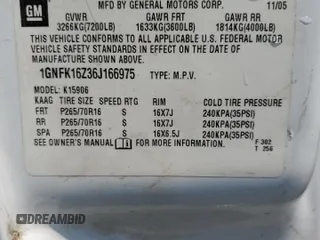 GM
BY GENERAL MOTORS CORP.
11/05
GVWR GAWR FRT GAWR RR
3266KG(7200LB) 1633KG(3600LB) 1814KG(4000LB)
THIS VEHICLE CONFORMS TO ALL APPLICABLE U.S. FEDERAL MOTOR
VEHICLE SAFETY STANDARDS IN EFFECT ON THE DATE OF
MANUFACTURE SHOWN ABOVE.
1GNFK16Z36J166975 TYPE: M.P.V.
MODEL: K15906
KAAG TIRE SIZE SPEED RTG RIM COLD TIRE PRESSURE
FRT P265/70R16 S 16X7J 240KPA(35PSI)
RR P265/70R16 S 16X7J 240KPA(35PSI)
SPA P265/70R16 S 16X6.5J 240KPA(35PSI)
SEE OWNER'S MANUAL FOR MORE INFORMATION
F 302
T 256
DREAMBID